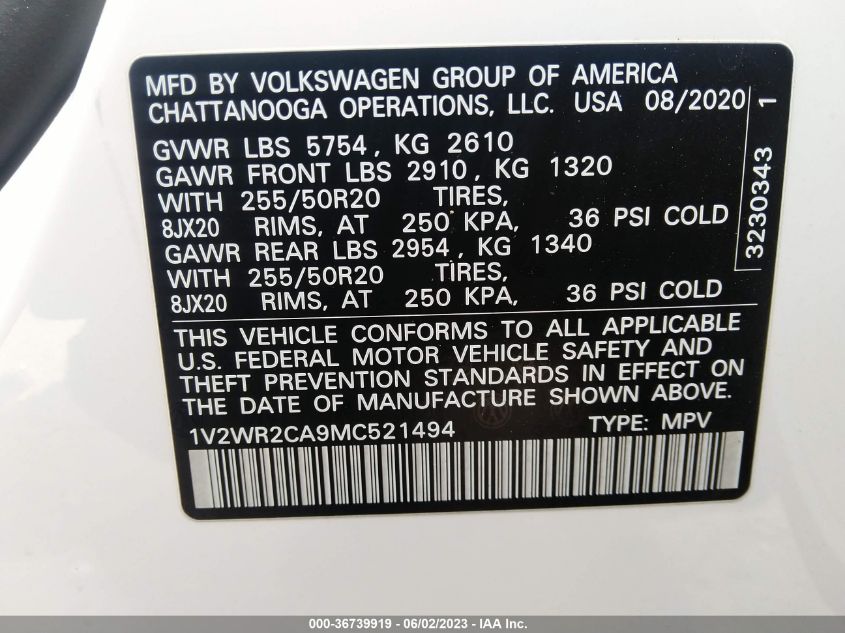 MFD BY VOLKSWAGEN GROUP OF AMERICA
CHATTANOOGA OPERATIONS, LLC. USA 08/2020
GVWR LBS 5754, KG 2610
GAWR FRONT LBS 2910, KG 1320
WITH 255/50R20 TIRES,
8JX20 RIMS, AT 250 KPA, 36 PSI COLD
GAWR REAR LBS 2954, KG 1340
WITH 255/50R20 TIRES,
8JX20 RIMS, AT 250 KPA, 36 PSI COLD
3230343 1
THIS VEHICLE CONFORMS TO ALL APPLICABLE
U.S. FEDERAL MOTOR VEHICLE SAFETY AND
THEFT PREVENTION STANDARDS IN EFFECT ON
THE DATE OF MANUFACTURE SHOWN ABOVE.
1V2WR2CA9MC521494 TYPE: MPV
000-36739919 - 06/02/2023 - IAA Inc.